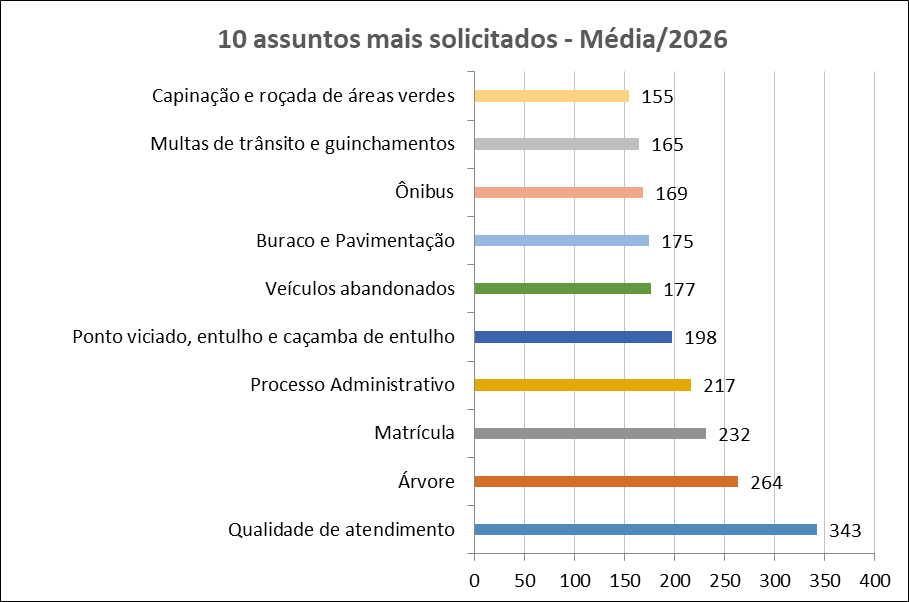 10 assuntos mais solicitados - Média/2026
Capinação e roçada de áreas verdes 155
Multas de trânsito e guinchamentos 165
Ônibus 169
Buraco e Pavimentação 175
Veículos abandonados 177
Ponto viciado, entulho e caçamba de entulho 198
Processo Administrativo 217
Matrícula 232
Árvore 264
Qualidade de atendimento 343
0 50 100 150 200 250 300 350 400